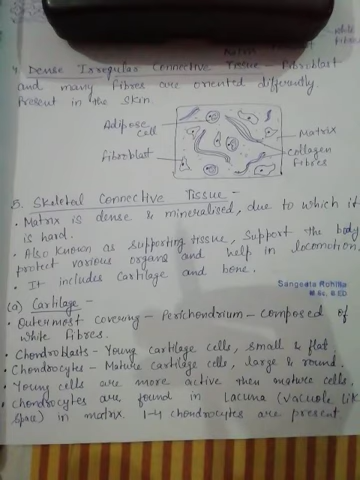 white
Fibres
4. Dense Irregular Connective Tissue - Fibroblast
and many Fibres are oriented differntly
Present in the skin.
Adipose cell
Matrix
Fibroblast
Collagen Fibres
5. Skeletal Connective Tissue -
• Matrix is dense & mineralised, due to which it
is hard.
• Also known as supporting tissue, Support the body
protect various organs and help in locomotion.
• It includes Cartilage and bone.
Sangeeta Rohilla
M.Sc, B.ED
(a) Cartilage -
• Outermost covering - Perichondrium - composed of
white Fibres.
• Chondroblasts - Young Cartilage cells, small & flat
• Chondrocytes - Mature Cartilage cells, large & round.
• Young cells are more active then mature cells.
• Chondrocytes are found in Lacuna (vacuole lik
space) in matrix. 1-4 chondrocytes are present